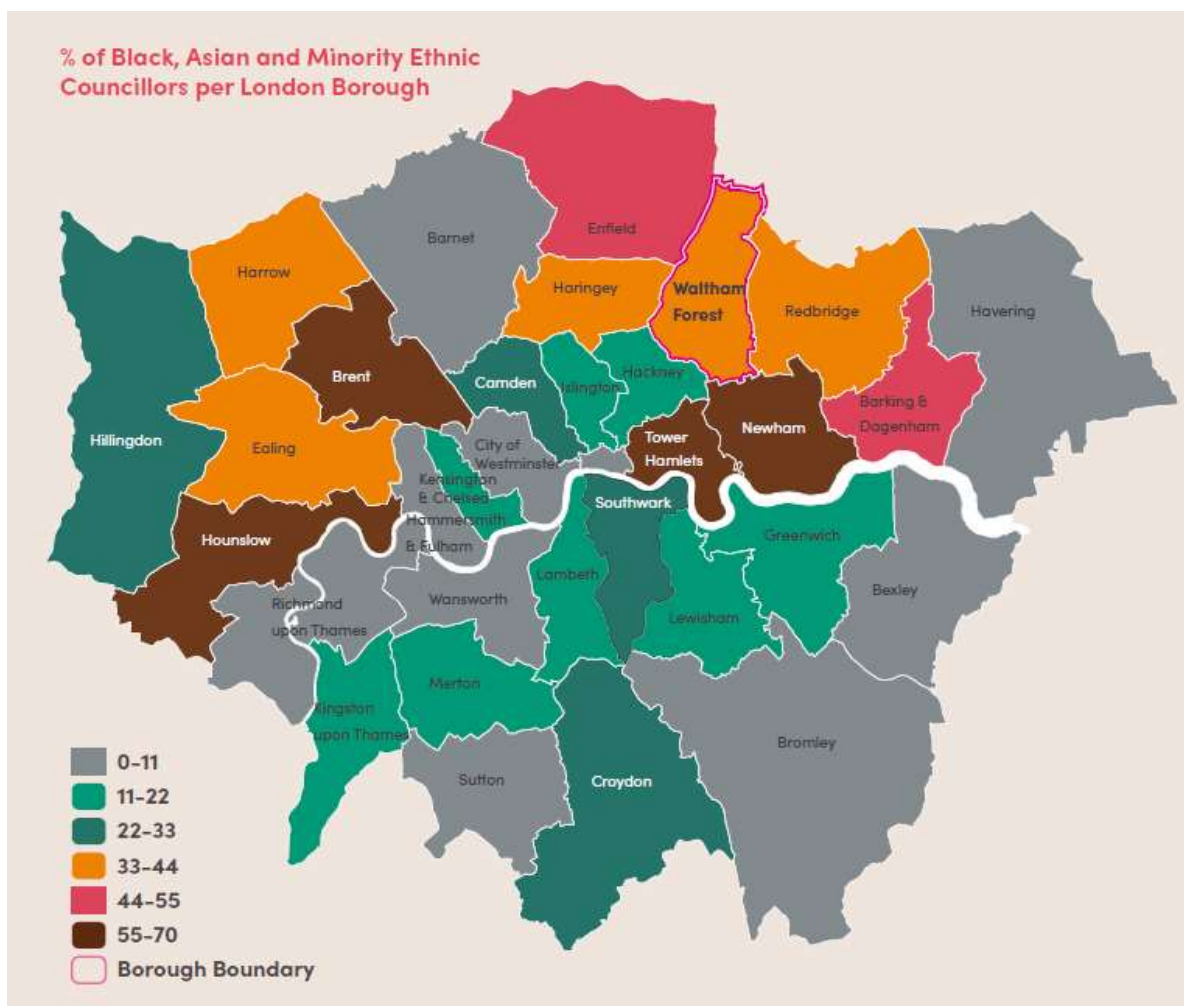 % of Black, Asian and Minority Ethnic
Councillors per London Borough
Enfield
Barnet
Harrow
Haringey
Waltham
Forest
Redbridge
Havering
Brent
Camden
Islington
Hackney
Barking &
Dagenham
Hillingdon
Ealing
City of
Westminster
Tower
Hamlets
Newham
Kensington
& Chelsea
Hounslow
Hammersmith
& Fulham
Southwark
Greenwich
Richmond
upon Thames
Wansworth
Lambeth
Lewisham
Bexley
Kingston
upon Thames
Merton
Sutton
Croydon
Bromley
0-11
11-22
22-33
33-44
44-55
55-70
Borough Boundary